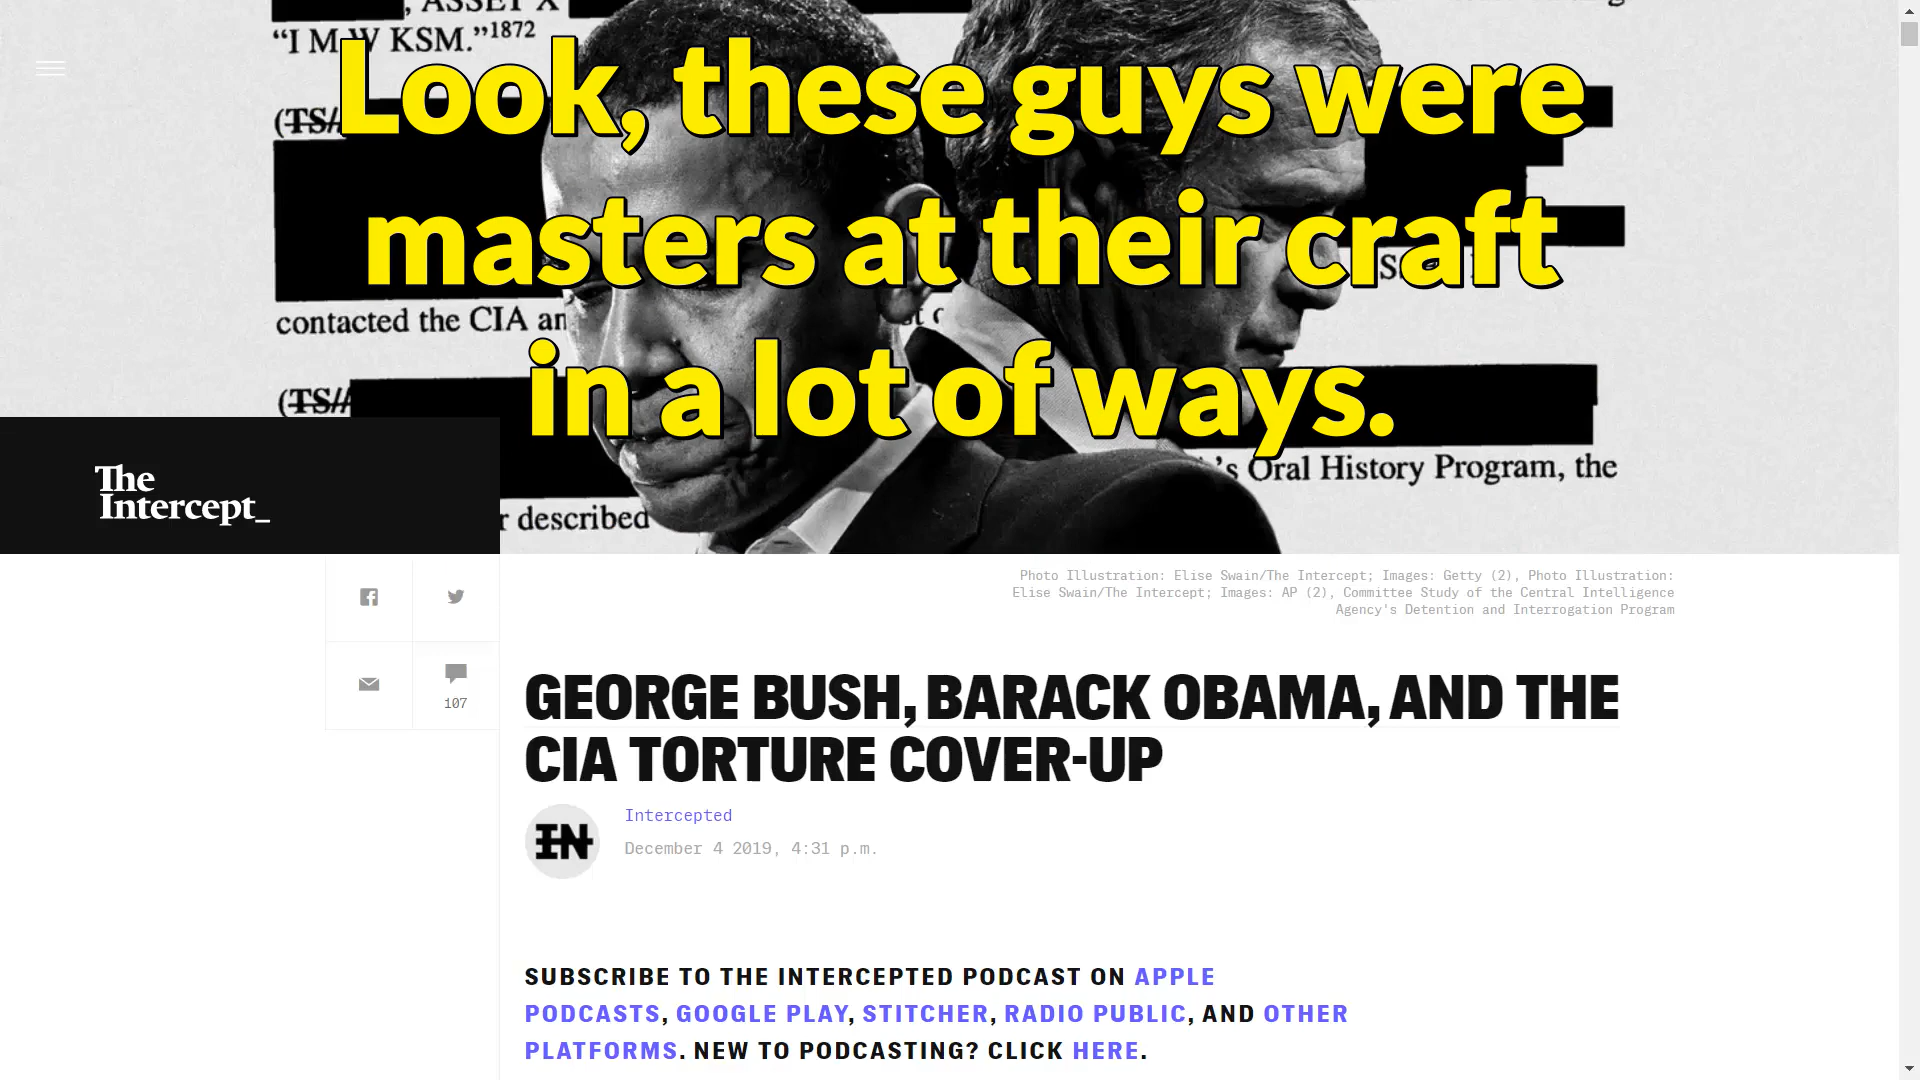 , ASSET X
“I M W KSM.”1872
Look, these guys were
(TS//
masters at their craft
contacted the CIA an
in a lot of ways.
(TS//
’s Oral History Program, the
r described
The
Intercept_
Photo Illustration: Elise Swain/The Intercept; Images: Getty (2), Photo Illustration:
Elise Swain/The Intercept; Images: AP (2), Committee Study of the Central Intelligence
Agency's Detention and Interrogation Program
107
GEORGE BUSH, BARACK OBAMA, AND THE
CIA TORTURE COVER-UP
IN
Intercepted
December 4 2019, 4:31 p.m.
SUBSCRIBE TO THE INTERCEPTED PODCAST ON APPLE
PODCASTS, GOOGLE PLAY, STITCHER, RADIO PUBLIC, AND OTHER
PLATFORMS. NEW TO PODCASTING? CLICK HERE.